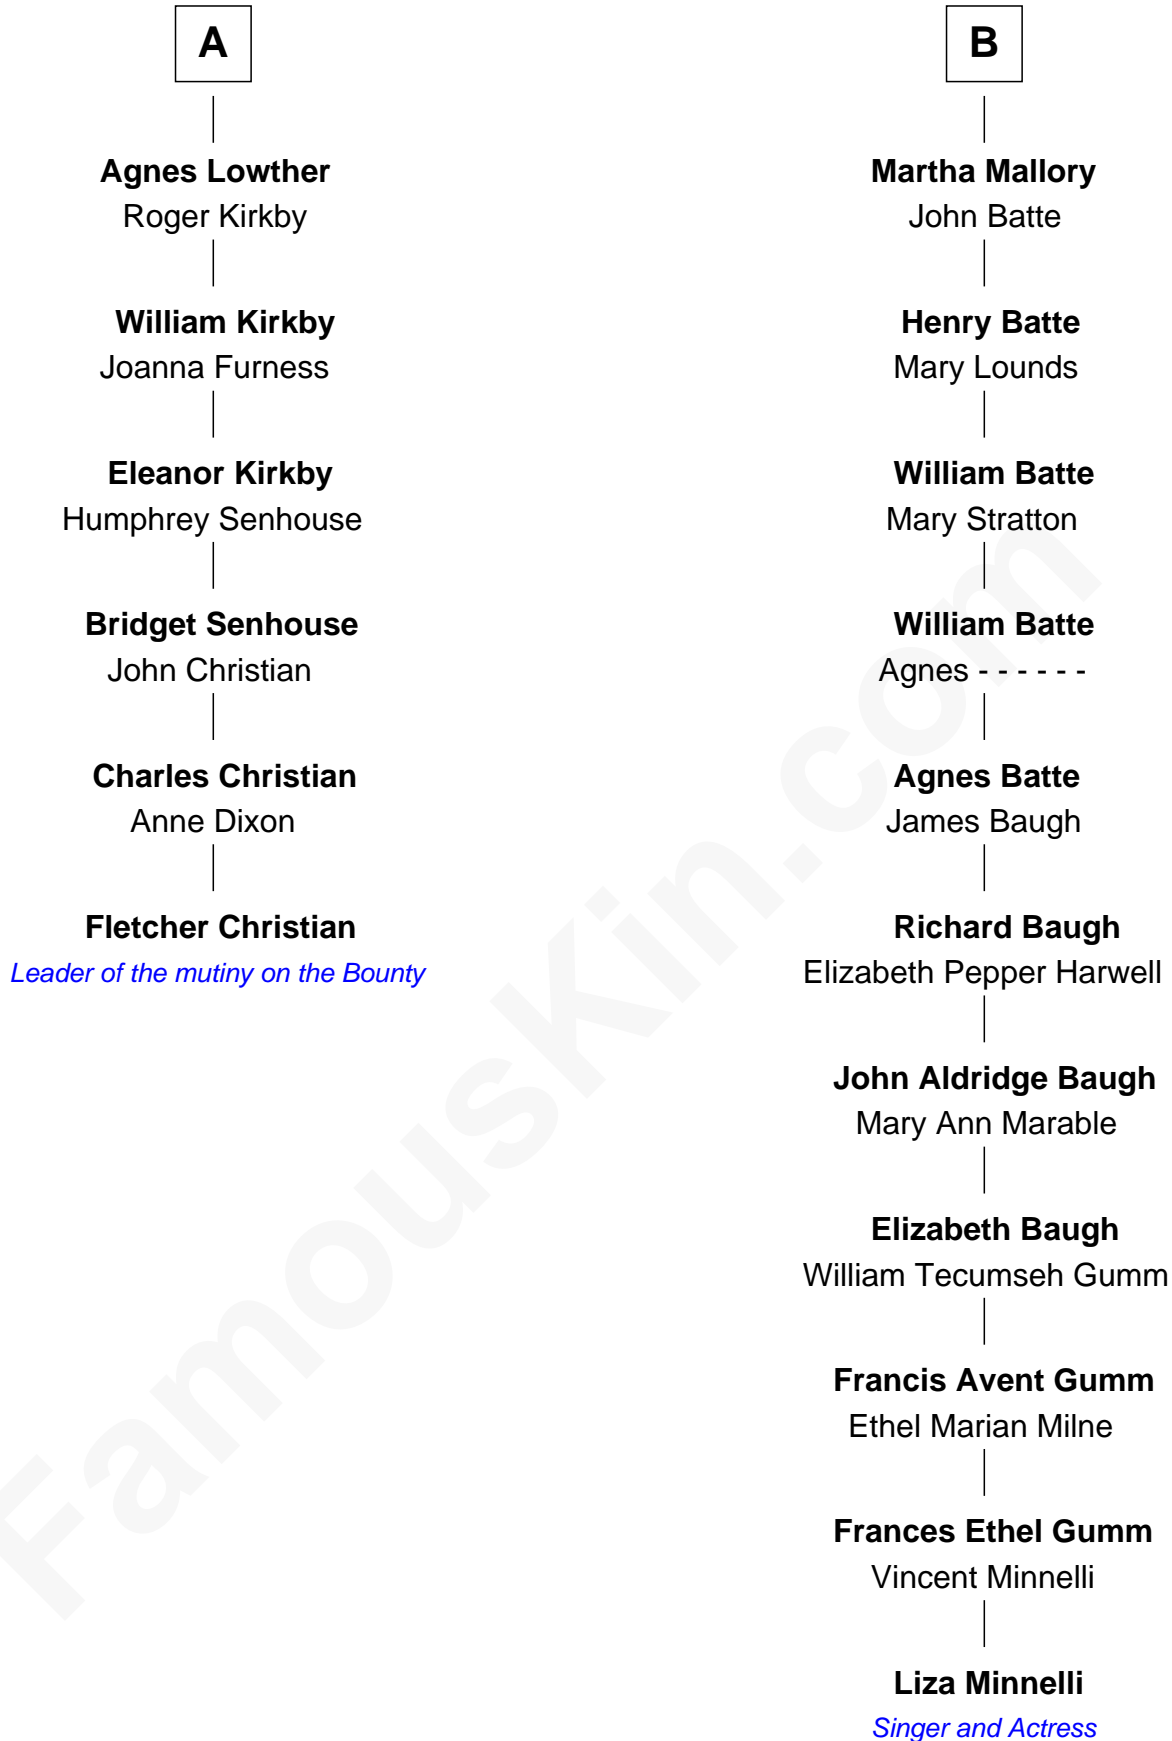 A
Agnes Lowther
Roger Kirkby
William Kirkby
Joanna Furness
Eleanor Kirkby
Humphrey Senhouse
Bridget Senhouse
John Christian
Charles Christian
Anne Dixon
Fletcher Christian
Leader of the mutiny on the Bounty
B
Martha Mallory
John Batte
Henry Batte
Mary Lounds
William Batte
Mary Stratton
William Batte
Agnes - - - - - -
Agnes Batte
James Baugh
Richard Baugh
Elizabeth Pepper Harwell
John Aldridge Baugh
Mary Ann Marable
Elizabeth Baugh
William Tecumseh Gumm
Francis Avent Gumm
Ethel Marian Milne
Frances Ethel Gumm
Vincent Minnelli
Liza Minnelli
Singer and Actress
FamousKin.com